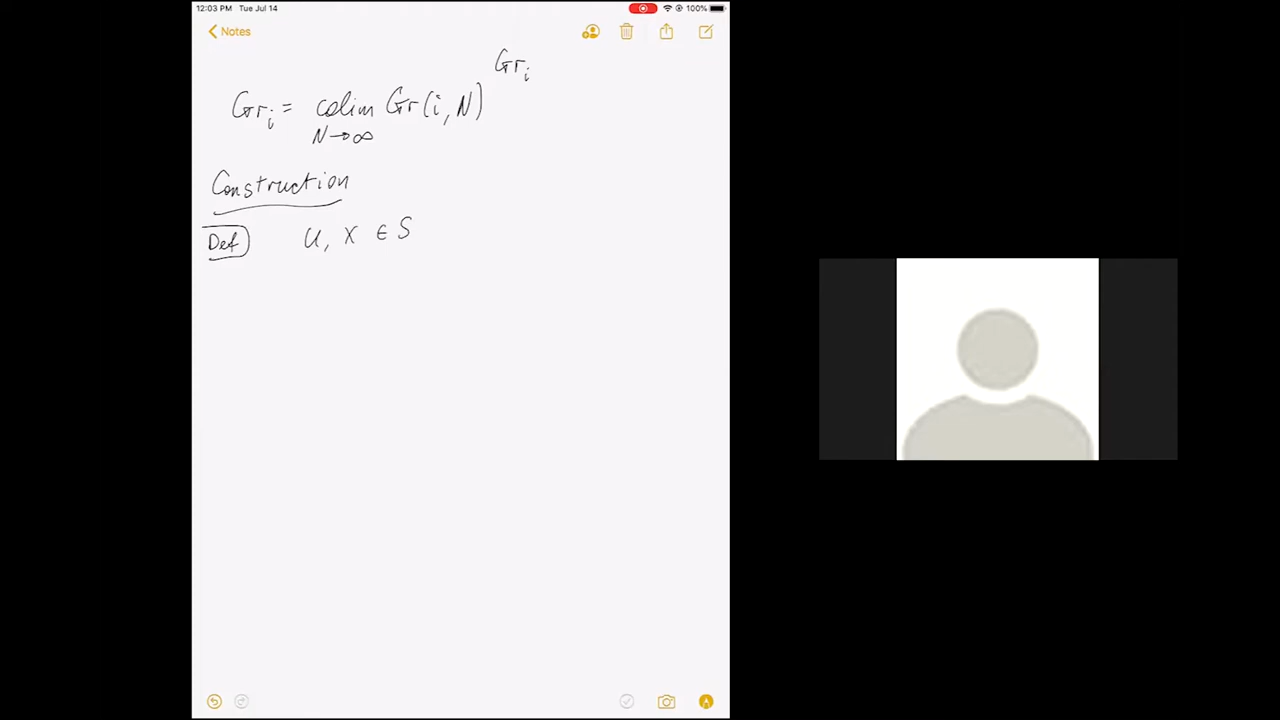 12:03 PM Tue Jul 14 100%
Notes
Gr_i
Gr_i = colim Gr(i, N)
N→∞
Construction
Def U, X ∈ S